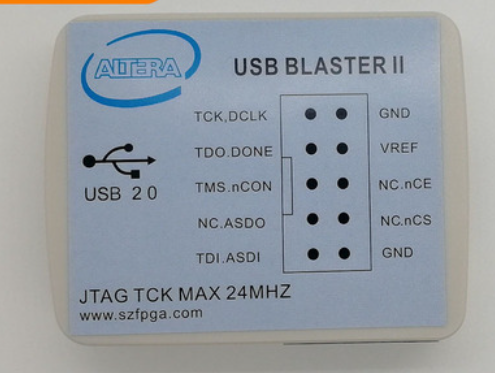 ALTERA
USB BLASTER II
TCK,DCLK GND
TDO.DONE VREF
TMS.nCON NC.nCE
NC.ASDO NC.nCS
TDI.ASDI GND
USB 2 0
JTAG TCK MAX 24MHZ
www.szfpga.com